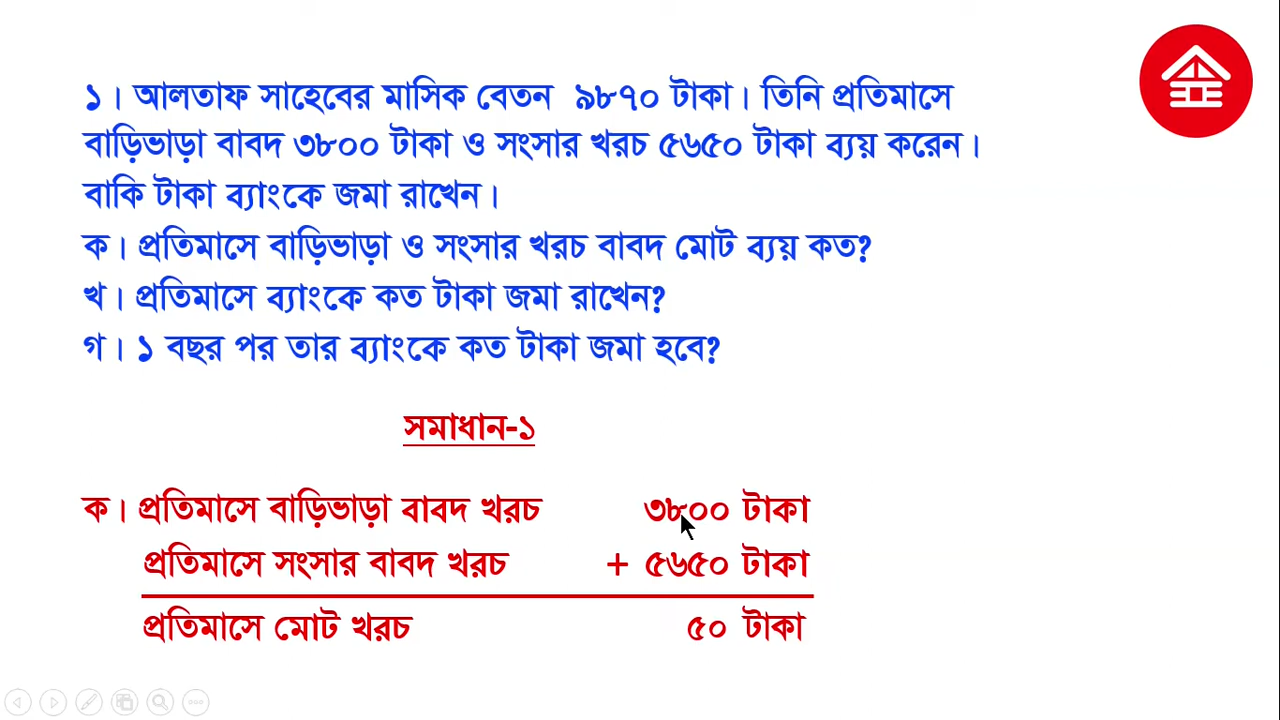 ১। আলতাফ সাহেবের মাসিক বেতন ৯৮৭০ টাকা। তিনি প্রতিমাসে
বাড়িভাড়া বাবদ ৩৮০০ টাকা ও সংসার খরচ ৫৬৫০ টাকা ব্যয় করেন।
বাকি টাকা ব্যাংকে জমা রাখেন।
ক। প্রতিমাসে বাড়িভাড়া ও সংসার খরচ বাবদ মোট ব্যয় কত?
খ। প্রতিমাসে ব্যাংকে কত টাকা জমা রাখেন?
গ। ১ বছর পর তার ব্যাংকে কত টাকা জমা হবে?
সমাধান-১
ক। প্রতিমাসে বাড়িভাড়া বাবদ খরচ ৩৮০০ টাকা
প্রতিমাসে সংসার বাবদ খরচ + ৫৬৫০ টাকা
প্রতিমাসে মোট খরচ ৫০ টাকা